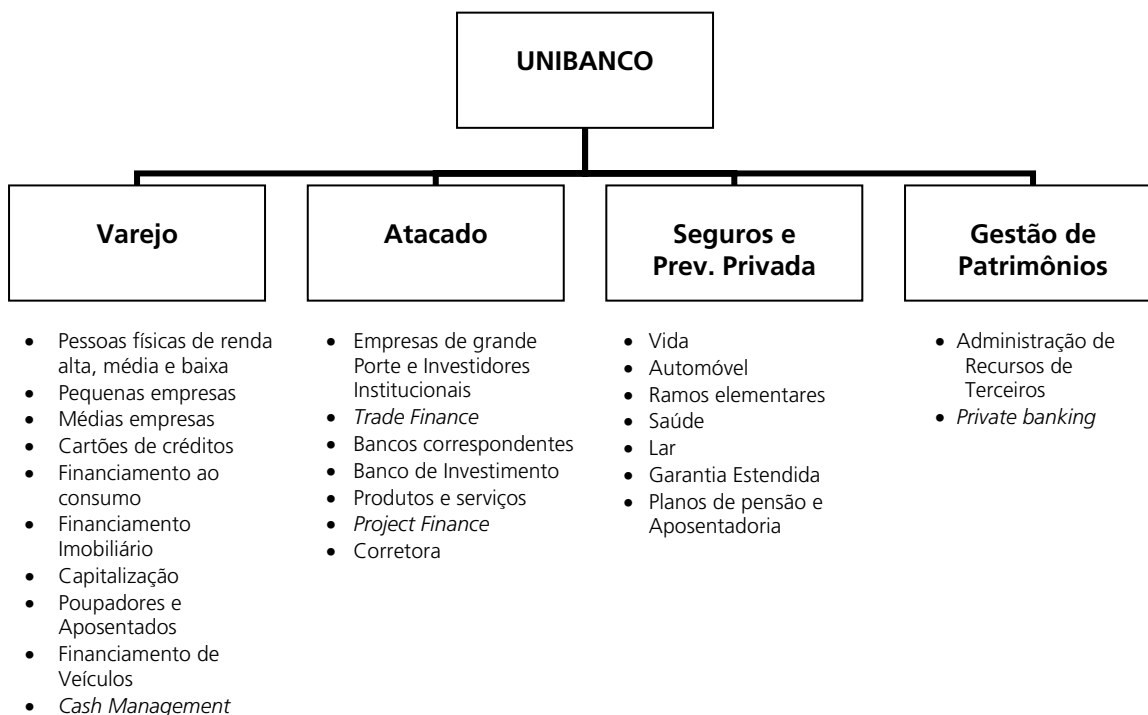 UNIBANCO
Varejo
• Pessoas físicas de renda
alta, média e baixa
• Pequenas empresas
• Médias empresas
• Cartões de créditos
• Financiamento ao
consumo
• Financiamento
Imobiliário
• Capitalização
• Poupadores e
Aposentados
• Financiamento de
Veículos
• Cash Management
Atacado
• Empresas de grande
Porte e Investidores
Institucionais
• Trade Finance
• Bancos correspondentes
• Banco de Investimento
• Produtos e serviços
• Project Finance
• Corretora
Seguros e
Prev. Privada
• Vida
• Automóvel
• Ramos elementares
• Saúde
• Lar
• Garantia Estendida
• Planos de pensão e
Aposentadoria
Gestão de
Patrimônios
• Administração de
Recursos de
Terceiros
• Private banking